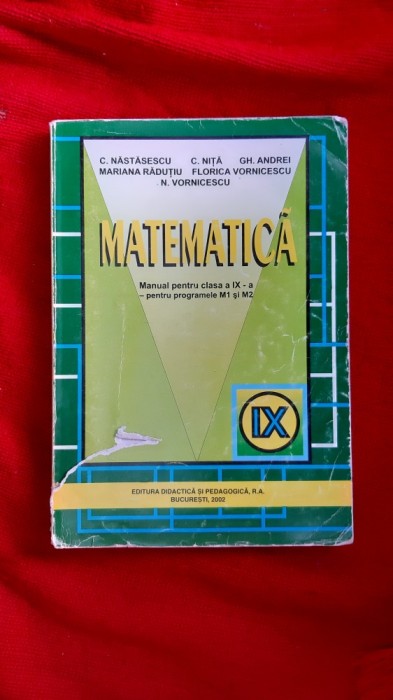 C. NĂSTĂSESCU C. NIŢĂ GH. ANDREI
MARIANA RĂDUŢIU FLORICA VORNICESCU
N. VORNICESCU
MATEMATICĂ
Manual pentru clasa a IX - a
– pentru programele M1 şi M2
IX
EDITURA DIDACTICĂ ŞI PEDAGOGICĂ, R.A.
BUCUREŞTI, 2002